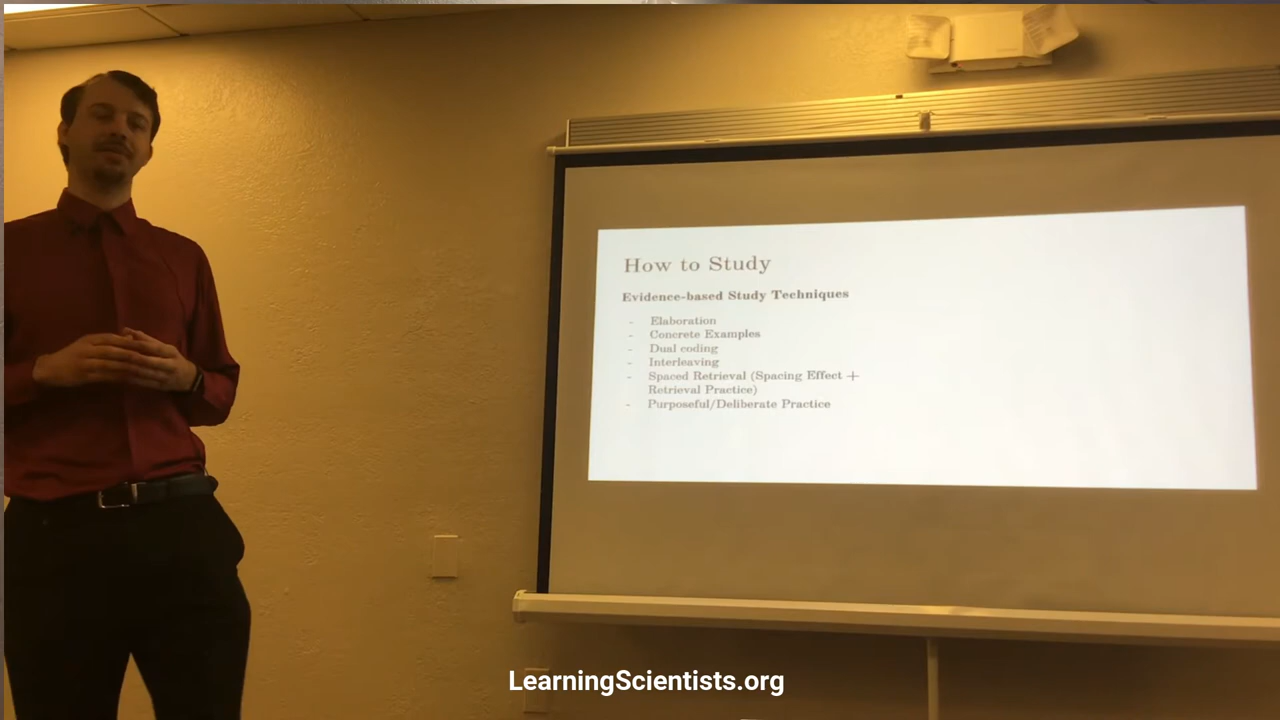 How to Study
Evidence-based Study Techniques
- Elaboration
- Concrete Examples
- Dual coding
- Interleaving
- Spaced Retrieval (Spacing Effect +
Retrieval Practice)
- Purposeful/Deliberate Practice
LearningScientists.org